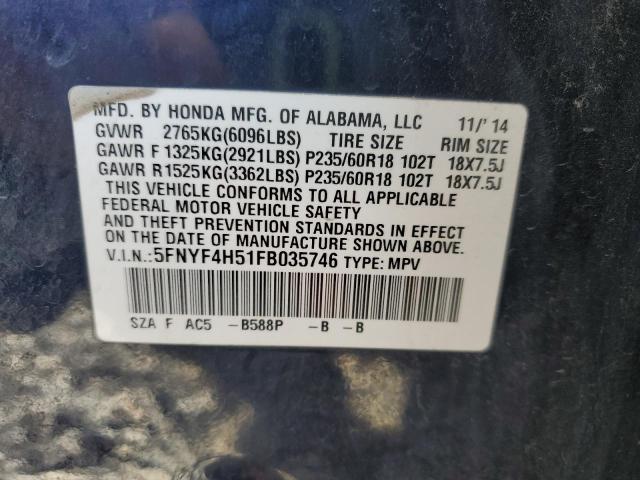 MFD. BY HONDA MFG. OF ALABAMA, LLC 11/'14
GVWR 2765KG(6096LBS) TIRE SIZE RIM SIZE
GAWR F 1325KG(2921LBS) P235/60R18 102T 18X7.5J
GAWR R1525KG(3362LBS) P235/60R18 102T 18X7.5J
THIS VEHICLE CONFORMS TO ALL APPLICABLE
FEDERAL MOTOR VEHICLE SAFETY
AND THEFT PREVENTION STANDARDS IN EFFECT
ON THE DATE OF MANUFACTURE SHOWN ABOVE.
V.I.N.:5FNYF4H51FB035746 TYPE: MPV
SZA F AC5 -B588P -B -B